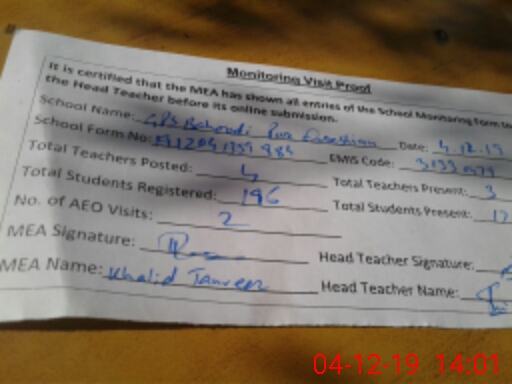 Monitoring Visit Proof
It is certified that the MEA has shown all entries of the School Monitoring Form to
the Head Teacher before its online submission.
School Name: GPS Date: 4.12.19
School Form No: EMIS Code:
Total Teachers Posted: 4 Total Teachers Present: 3
Total Students Registered: 196 Total Students Present: 17
No. of AEO Visits: 2
MEA Signature: Head Teacher Signature:
MEA Name: Khalid Tanveer Head Teacher Name:
04-12-19 14:01